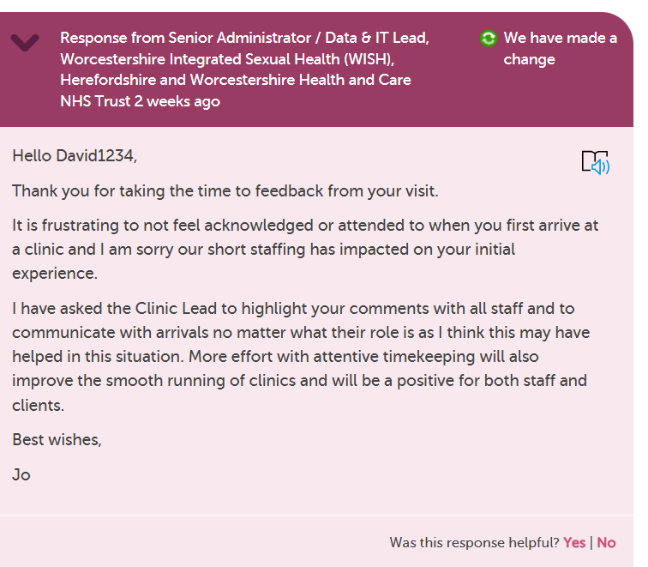 Response from Senior Administrator / Data & IT Lead,
Worcestershire Integrated Sexual Health (WISH),
Herefordshire and Worcestershire Health and Care
NHS Trust 2 weeks ago
We have made a
change
Hello David1234,
Thank you for taking the time to feedback from your visit.
It is frustrating to not feel acknowledged or attended to when you first arrive at
a clinic and I am sorry our short staffing has impacted on your initial
experience.
I have asked the Clinic Lead to highlight your comments with all staff and to
communicate with arrivals no matter what their role is as I think this may have
helped in this situation. More effort with attentive timekeeping will also
improve the smooth running of clinics and will be a positive for both staff and
clients.
Best wishes,
Jo
Was this response helpful? Yes | No